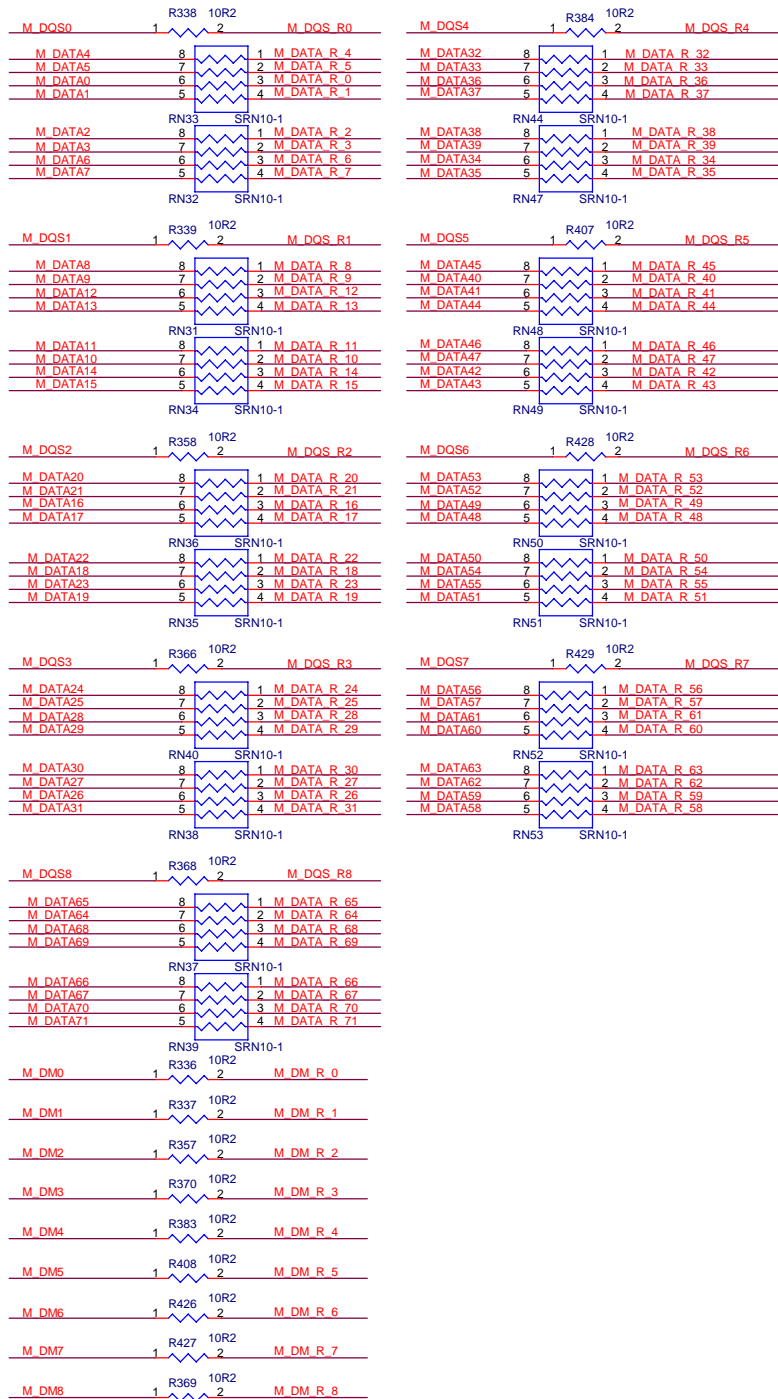 R338 10R2
M_DQS0 1 2 M_DQS_R0
M_DATA4 8 1 M_DATA_R_4
M_DATA5 7 2 M_DATA_R_5
M_DATA0 6 3 M_DATA_R_0
M_DATA1 5 4 M_DATA_R_1
RN33 SRN10-1
M_DATA2 8 1 M_DATA_R_2
M_DATA3 7 2 M_DATA_R_3
M_DATA6 6 3 M_DATA_R_6
M_DATA7 5 4 M_DATA_R_7
RN32 SRN10-1
R339 10R2
M_DQS1 1 2 M_DQS_R1
M_DATA8 8 1 M_DATA_R_8
M_DATA9 7 2 M_DATA_R_9
M_DATA12 6 3 M_DATA_R_12
M_DATA13 5 4 M_DATA_R_13
RN31 SRN10-1
M_DATA11 8 1 M_DATA_R_11
M_DATA10 7 2 M_DATA_R_10
M_DATA14 6 3 M_DATA_R_14
M_DATA15 5 4 M_DATA_R_15
RN34 SRN10-1
R358 10R2
M_DQS2 1 2 M_DQS_R2
M_DATA20 8 1 M_DATA_R_20
M_DATA21 7 2 M_DATA_R_21
M_DATA16 6 3 M_DATA_R_16
M_DATA17 5 4 M_DATA_R_17
RN36 SRN10-1
M_DATA22 8 1 M_DATA_R_22
M_DATA18 7 2 M_DATA_R_18
M_DATA23 6 3 M_DATA_R_23
M_DATA19 5 4 M_DATA_R_19
RN35 SRN10-1
R366 10R2
M_DQS3 1 2 M_DQS_R3
M_DATA24 8 1 M_DATA_R_24
M_DATA25 7 2 M_DATA_R_25
M_DATA28 6 3 M_DATA_R_28
M_DATA29 5 4 M_DATA_R_29
RN40 SRN10-1
M_DATA30 8 1 M_DATA_R_30
M_DATA27 7 2 M_DATA_R_27
M_DATA26 6 3 M_DATA_R_26
M_DATA31 5 4 M_DATA_R_31
RN38 SRN10-1
R368 10R2
M_DQS8 1 2 M_DQS_R8
M_DATA65 8 1 M_DATA_R_65
M_DATA64 7 2 M_DATA_R_64
M_DATA68 6 3 M_DATA_R_68
M_DATA69 5 4 M_DATA_R_69
RN37 SRN10-1
M_DATA66 8 1 M_DATA_R_66
M_DATA67 7 2 M_DATA_R_67
M_DATA70 6 3 M_DATA_R_70
M_DATA71 5 4 M_DATA_R_71
RN39 SRN10-1
R336 10R2
M_DM0 1 2 M_DM_R_0
R337 10R2
M_DM1 1 2 M_DM_R_1
R357 10R2
M_DM2 1 2 M_DM_R_2
R370 10R2
M_DM3 1 2 M_DM_R_3
R383 10R2
M_DM4 1 2 M_DM_R_4
R408 10R2
M_DM5 1 2 M_DM_R_5
R426 10R2
M_DM6 1 2 M_DM_R_6
R427 10R2
M_DM7 1 2 M_DM_R_7
R369 10R2
M_DM8 1 2 M_DM_R_8
R384 10R2
M_DQS4 1 2 M_DQS_R4
M_DATA32 8 1 M_DATA_R_32
M_DATA33 7 2 M_DATA_R_33
M_DATA36 6 3 M_DATA_R_36
M_DATA37 5 4 M_DATA_R_37
RN44 SRN10-1
M_DATA38 8 1 M_DATA_R_38
M_DATA39 7 2 M_DATA_R_39
M_DATA34 6 3 M_DATA_R_34
M_DATA35 5 4 M_DATA_R_35
RN47 SRN10-1
R407 10R2
M_DQS5 1 2 M_DQS_R5
M_DATA45 8 1 M_DATA_R_45
M_DATA40 7 2 M_DATA_R_40
M_DATA41 6 3 M_DATA_R_41
M_DATA44 5 4 M_DATA_R_44
RN48 SRN10-1
M_DATA46 8 1 M_DATA_R_46
M_DATA47 7 2 M_DATA_R_47
M_DATA42 6 3 M_DATA_R_42
M_DATA43 5 4 M_DATA_R_43
RN49 SRN10-1
R428 10R2
M_DQS6 1 2 M_DQS_R6
M_DATA53 8 1 M_DATA_R_53
M_DATA52 7 2 M_DATA_R_52
M_DATA49 6 3 M_DATA_R_49
M_DATA48 5 4 M_DATA_R_48
RN50 SRN10-1
M_DATA50 8 1 M_DATA_R_50
M_DATA54 7 2 M_DATA_R_54
M_DATA55 6 3 M_DATA_R_55
M_DATA51 5 4 M_DATA_R_51
RN51 SRN10-1
R429 10R2
M_DQS7 1 2 M_DQS_R7
M_DATA56 8 1 M_DATA_R_56
M_DATA57 7 2 M_DATA_R_57
M_DATA61 6 3 M_DATA_R_61
M_DATA60 5 4 M_DATA_R_60
RN52 SRN10-1
M_DATA63 8 1 M_DATA_R_63
M_DATA62 7 2 M_DATA_R_62
M_DATA59 6 3 M_DATA_R_59
M_DATA58 5 4 M_DATA_R_58
RN53 SRN10-1